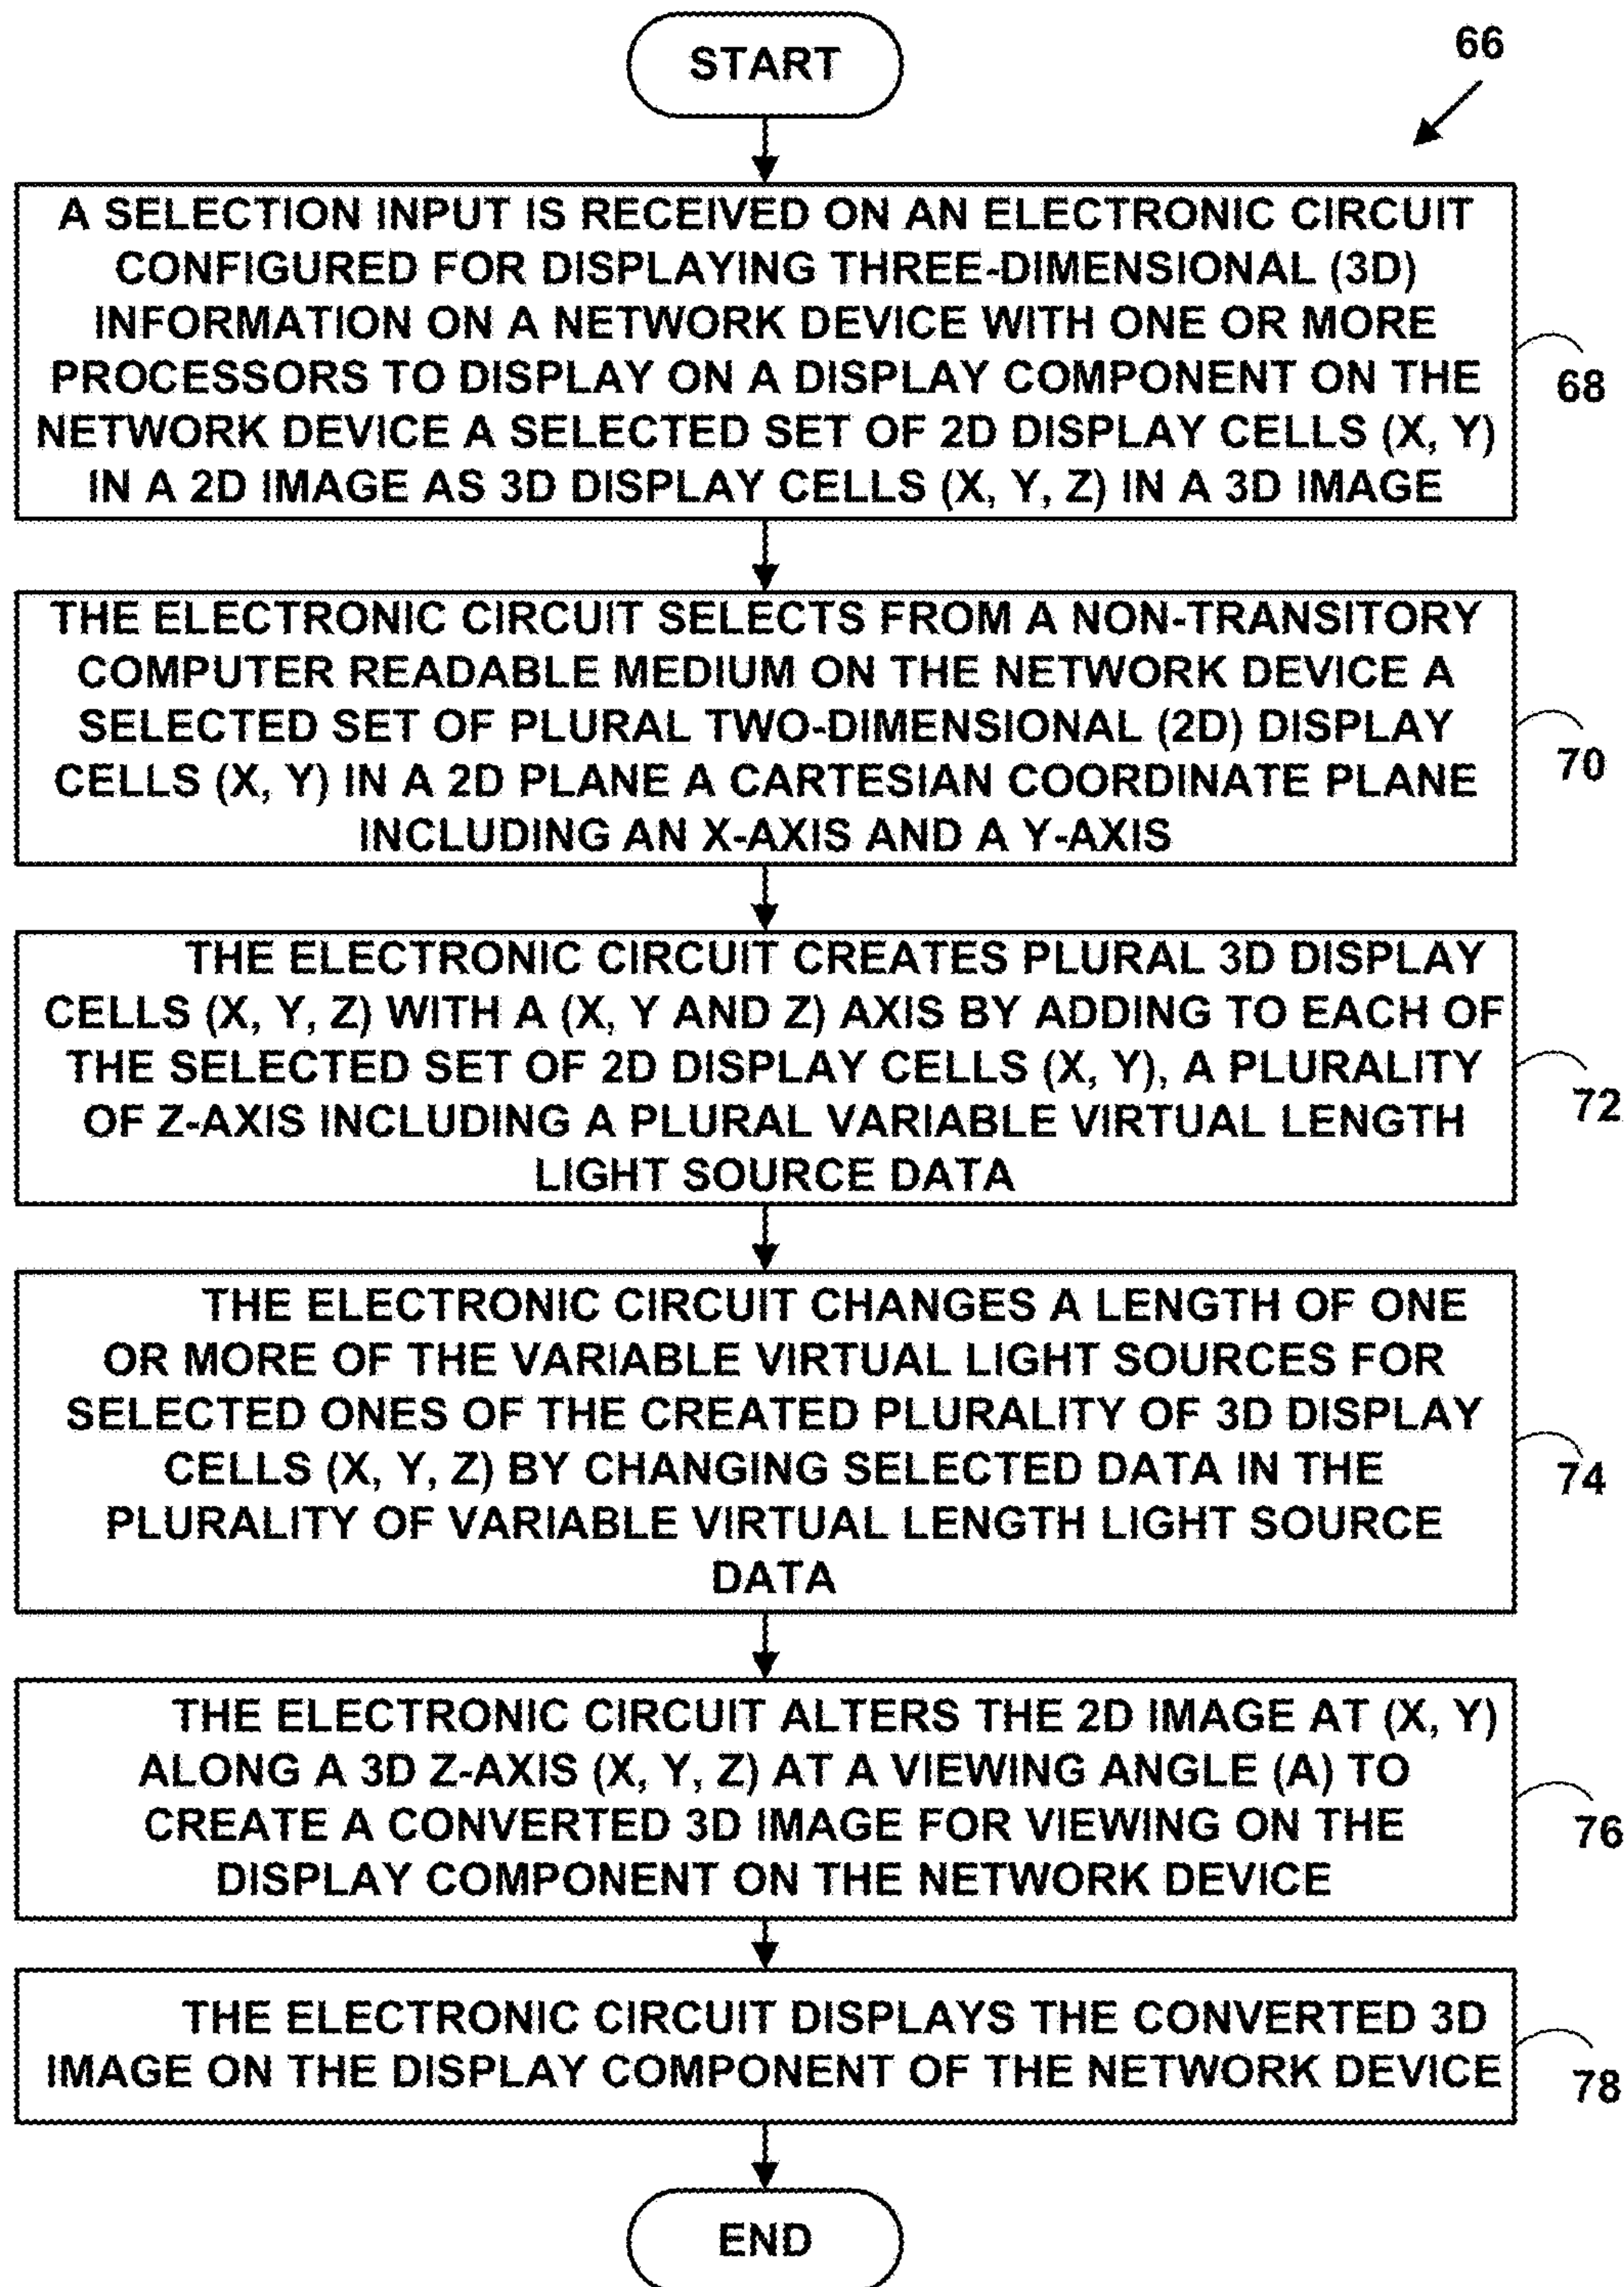 START
66
A SELECTION INPUT IS RECEIVED ON AN ELECTRONIC CIRCUIT
CONFIGURED FOR DISPLAYING THREE-DIMENSIONAL (3D)
INFORMATION ON A NETWORK DEVICE WITH ONE OR MORE
PROCESSORS TO DISPLAY ON A DISPLAY COMPONENT ON THE
NETWORK DEVICE A SELECTED SET OF 2D DISPLAY CELLS (X, Y)
IN A 2D IMAGE AS 3D DISPLAY CELLS (X, Y, Z) IN A 3D IMAGE
68
THE ELECTRONIC CIRCUIT SELECTS FROM A NON-TRANSITORY
COMPUTER READABLE MEDIUM ON THE NETWORK DEVICE A
SELECTED SET OF PLURAL TWO-DIMENSIONAL (2D) DISPLAY
CELLS (X, Y) IN A 2D PLANE A CARTESIAN COORDINATE PLANE
INCLUDING AN X-AXIS AND A Y-AXIS
70
THE ELECTRONIC CIRCUIT CREATES PLURAL 3D DISPLAY
CELLS (X, Y, Z) WITH A (X, Y AND Z) AXIS BY ADDING TO EACH OF
THE SELECTED SET OF 2D DISPLAY CELLS (X, Y), A PLURALITY
OF Z-AXIS INCLUDING A PLURAL VARIABLE VIRTUAL LENGTH
LIGHT SOURCE DATA
72
THE ELECTRONIC CIRCUIT CHANGES A LENGTH OF ONE
OR MORE OF THE VARIABLE VIRTUAL LIGHT SOURCES FOR
SELECTED ONES OF THE CREATED PLURALITY OF 3D DISPLAY
CELLS (X, Y, Z) BY CHANGING SELECTED DATA IN THE
PLURALITY OF VARIABLE VIRTUAL LENGTH LIGHT SOURCE
DATA
74
THE ELECTRONIC CIRCUIT ALTERS THE 2D IMAGE AT (X, Y)
ALONG A 3D Z-AXIS (X, Y, Z) AT A VIEWING ANGLE (A) TO
CREATE A CONVERTED 3D IMAGE FOR VIEWING ON THE
DISPLAY COMPONENT ON THE NETWORK DEVICE
76
THE ELECTRONIC CIRCUIT DISPLAYS THE CONVERTED 3D
IMAGE ON THE DISPLAY COMPONENT OF THE NETWORK DEVICE
78
END